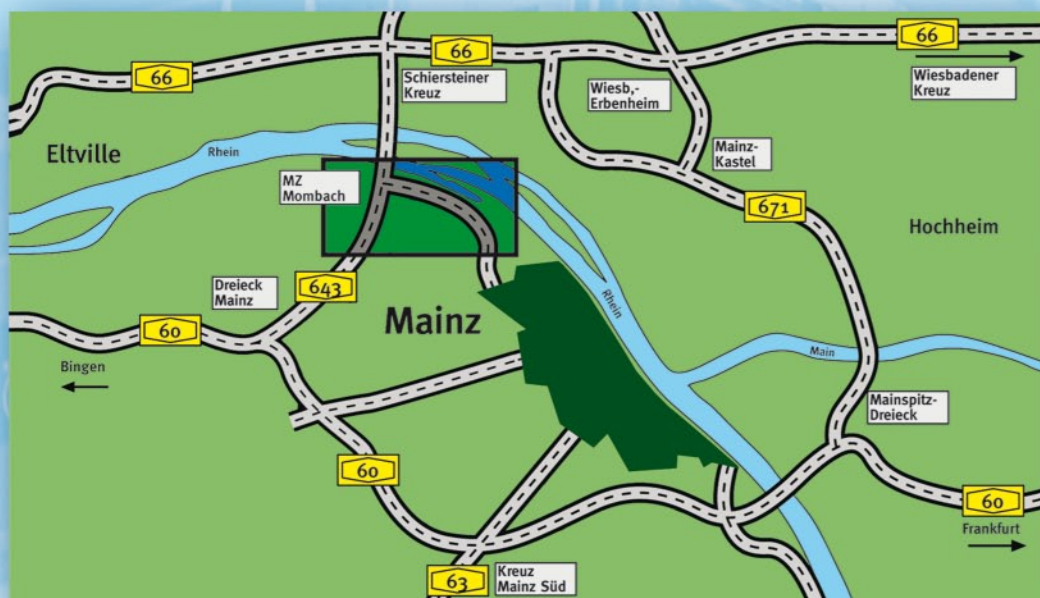 66
66
66
Schiersteiner
Kreuz
Wiesb,-
Erbenheim
Wiesbadener
Kreuz
Eltville
Rhein
Mainz-
Kastel
MZ
Mombach
671
Hochheim
Dreieck
Mainz
643
Mainz
Rhein
60
Bingen
Main
Mainspitz-
Dreieck
60
60
Frankfurt
63
Kreuz
Mainz Süd